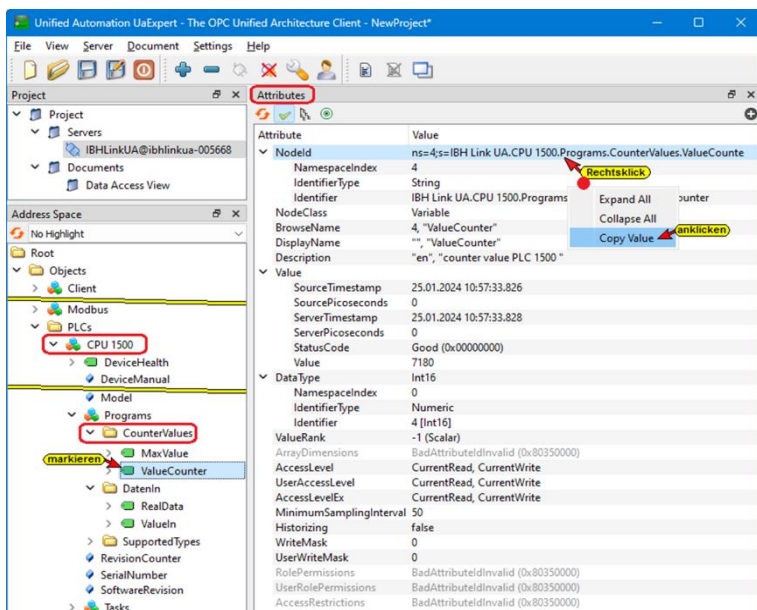 Unified Automation UaExpert - The OPC Unified Architecture Client - NewProject*
File View Server Document Settings Help
Project
Project
Servers
IBHLinkUA@ibhlinkua-005668
Documents
Data Access View
Address Space
No Highlight
Root
Objects
Client
Modbus
PLCs
CPU 1500
DeviceHealth
DeviceManual
Model
Programs
CounterValues
MaxValue
markieren
ValueCounter
DatenIn
RealData
ValueIn
SupportedTypes
RevisionCounter
SerialNumber
SoftwareRevision
Tasks
Attributes
Attribute Value
NodeId ns=4;s=IBH Link UA.CPU 1500.Programs.CounterValues.ValueCounte
Rechtsklick
NamespaceIndex 4
IdentifierType String
Identifier IBH Link UA.CPU 1500.Programs unter
Expand All
Collapse All
Copy Value
anklicken
NodeClass Variable
BrowseName 4, "ValueCounter"
DisplayName "", "ValueCounter"
Description "en", "counter value PLC 1500 "
Value
SourceTimestamp 25.01.2024 10:57:33.826
SourcePicoseconds 0
ServerTimestamp 25.01.2024 10:57:33.828
ServerPicoseconds 0
StatusCode Good (0x00000000)
Value 7180
DataType Int16
NamespaceIndex 0
IdentifierType Numeric
Identifier 4 [Int16]
ValueRank -1 (Scalar)
ArrayDimensions BadAttributeIdInvalid (0x80350000)
AccessLevel CurrentRead, CurrentWrite
UserAccessLevel CurrentRead, CurrentWrite
AccessLevelEx CurrentRead, CurrentWrite
MinimumSamplingInterval 50
Historizing false
WriteMask 0
UserWriteMask 0
RolePermissions BadAttributeIdInvalid (0x80350000)
UserRolePermissions BadAttributeIdInvalid (0x80350000)
AccessRestrictions BadAttributeIdInvalid (0x80350000)